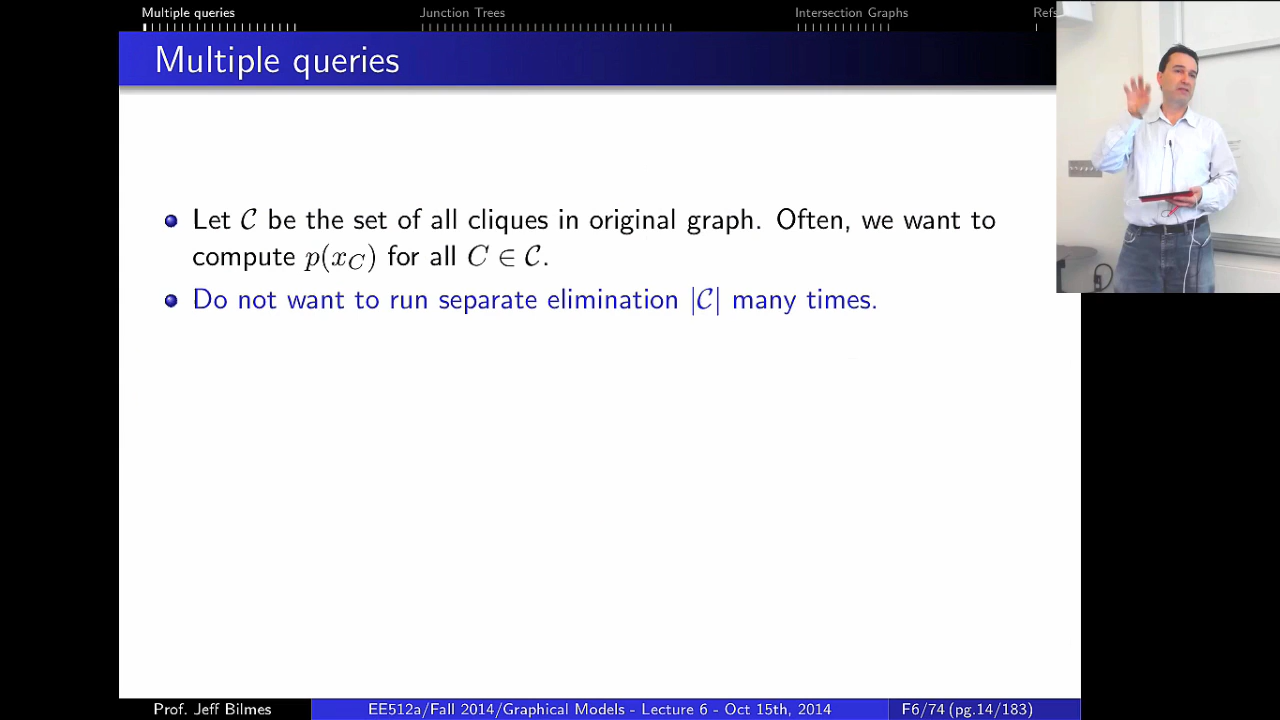 Multiple queries Junction Trees Intersection Graphs Refs
Multiple queries
Let 𝒞 be the set of all cliques in original graph. Often, we want to
compute p(x_C) for all C ∈ 𝒞.
Do not want to run separate elimination |𝒞| many times.
Prof. Jeff Bilmes EE512a/Fall 2014/Graphical Models - Lecture 6 - Oct 15th, 2014 F6/74 (pg.14/183)